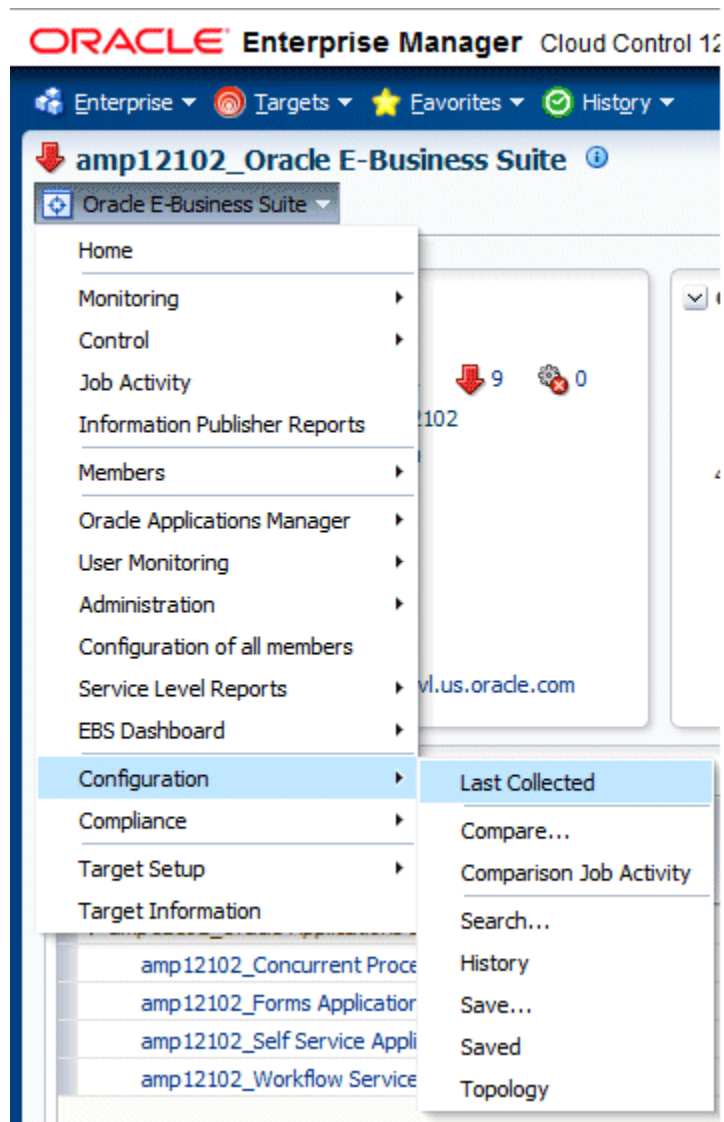 ORACLE Enterprise Manager Cloud Control 12
Enterprise Targets Favorites History
amp12102_Oracle E-Business Suite
Oracle E-Business Suite
Home
Monitoring
Control
Job Activity
9 0
Information Publisher Reports
2102
Members
Oracle Applications Manager
User Monitoring
Administration
Configuration of all members
Service Level Reports
vl.us.oracle.com
EBS Dashboard
Configuration
Last Collected
Compliance
Compare...
Target Setup
Comparison Job Activity
Target Information
Search...
amp12102_Concurrent Proce
History
amp12102_Forms Application
Save...
amp12102_Self Service Appli
Saved
amp12102_Workflow Service
Topology